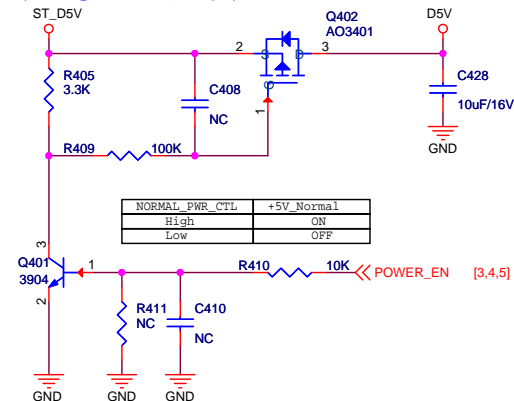 ST_D5V
Q402
AO3401
D5V
2
3
R405
3.3K
C408
NC
1
C428
10uF/16V
GND
R409
100K
NORMAL_PWR_CTL +5V_Normal
High ON
Low OFF
3
Q401
3904
1
2
R410
10K
POWER_EN [3,4,5]
R411
NC
C410
NC
GND
GND
GND